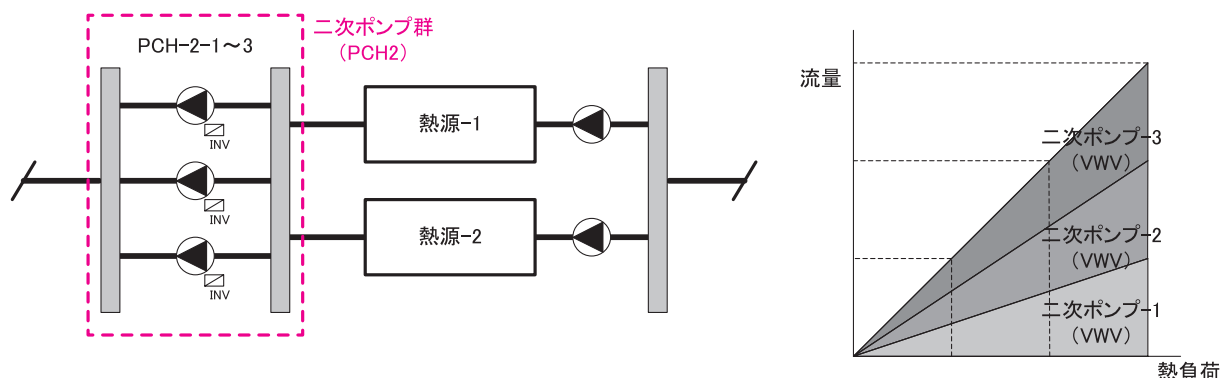 二次ポンプ群
(PCH2)
PCH-2-1～3
INV
INV
INV
熱源-1
熱源-2
流量
二次ポンプ-3
(VWV)
二次ポンプ-2
(VWV)
二次ポンプ-1
(VWV)
熱負荷